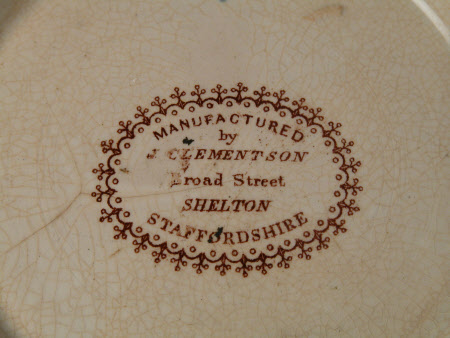 MANUFACTURED
by
J CLEMENTSON
Broad Street
SHELTON
STAFFORDSHIRE